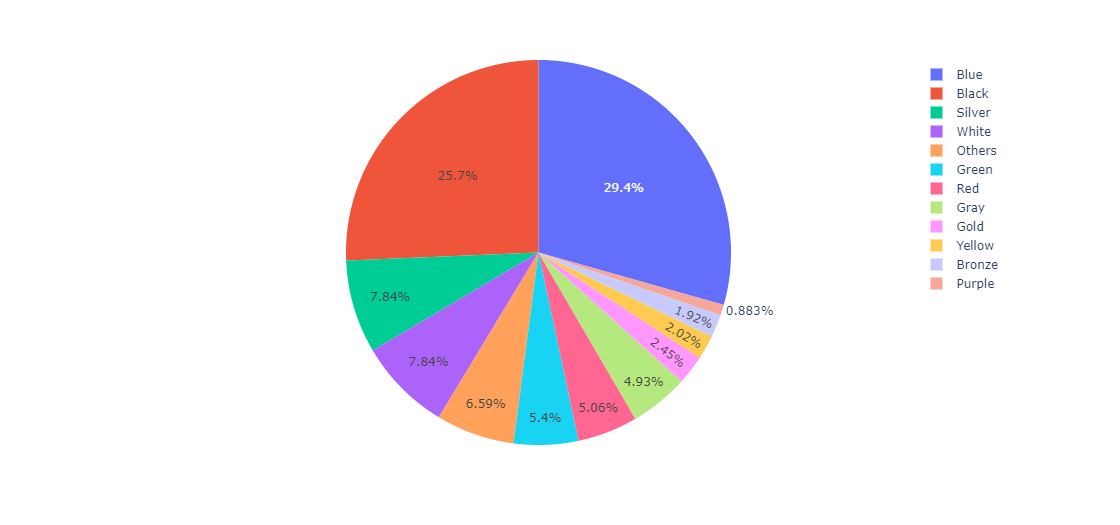 29.4%
25.7%
7.84%
7.84%
6.59%
5.4%
5.06%
4.93%
2.45%
2.02%
1.92%
0.883%
Blue
Black
Silver
White
Others
Green
Red
Gray
Gold
Yellow
Bronze
Purple